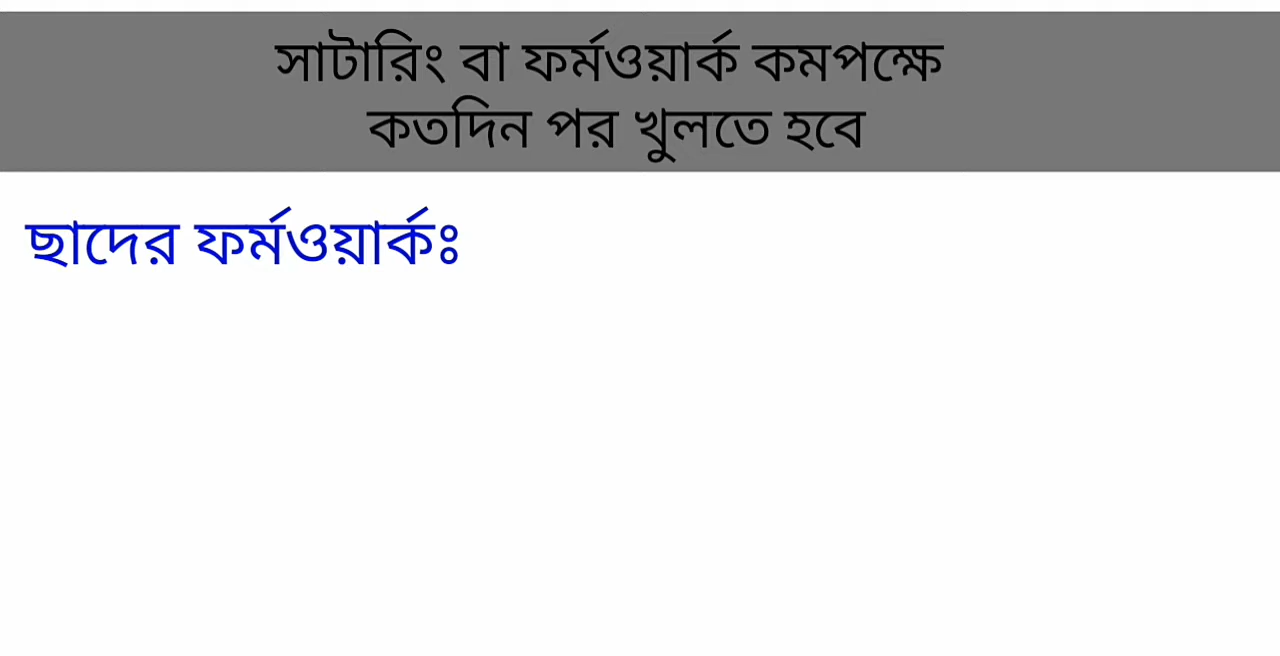 সাটারিং বা ফর্মওয়ার্ক কমপক্ষে
কতদিন পর খুলতে হবে
ছাদের ফর্মওয়ার্কঃ